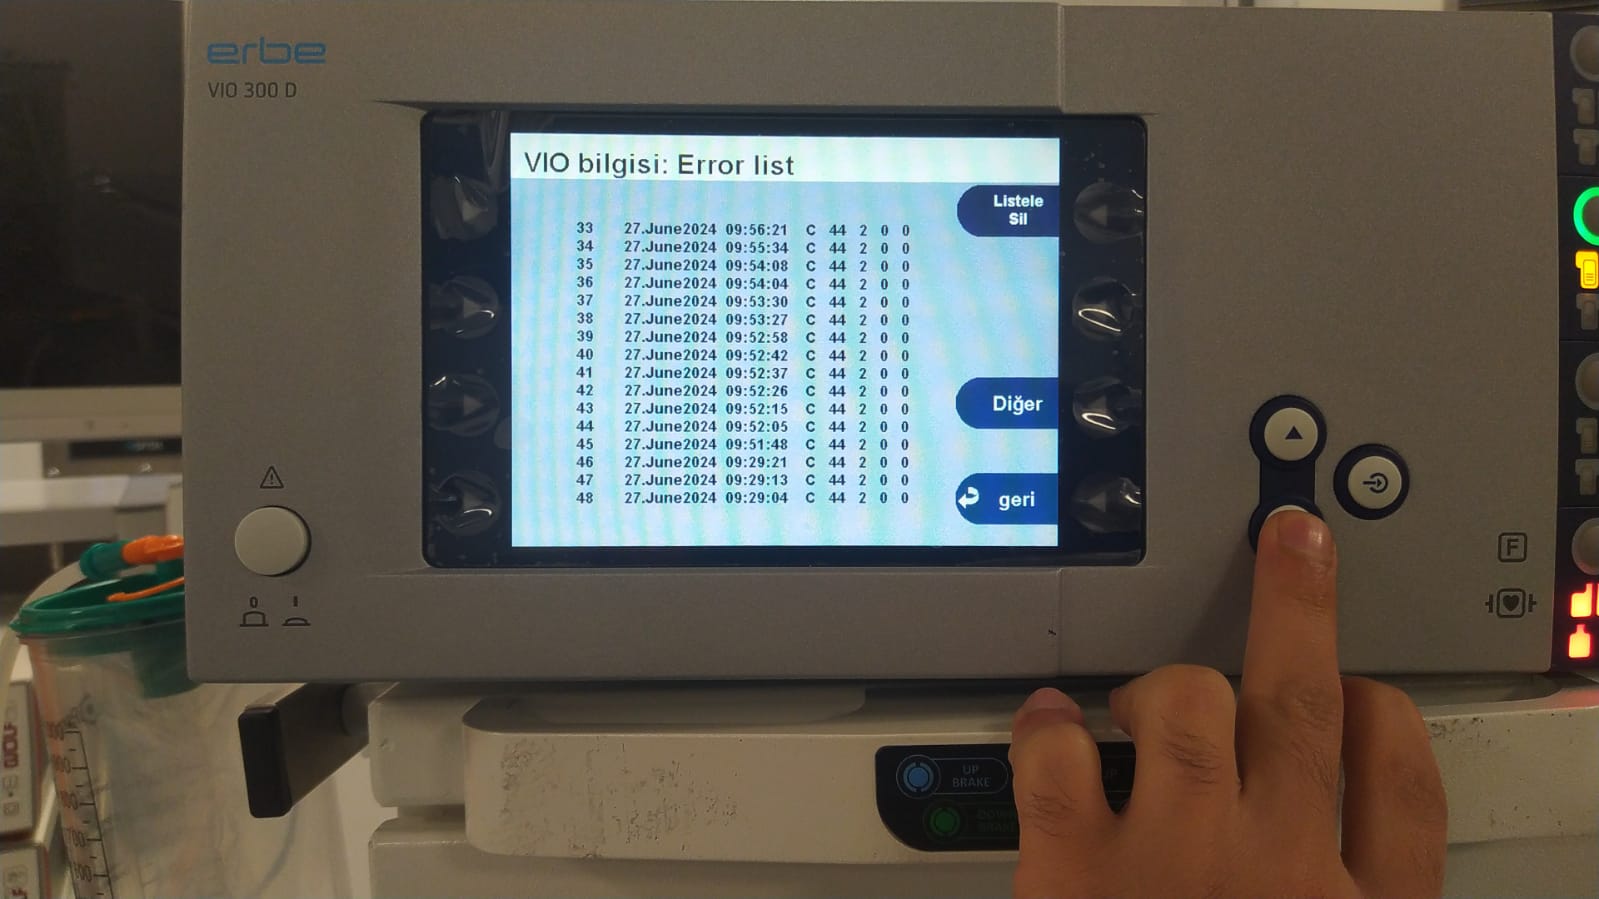 erbe
VIO 300 D
VIO bilgisi: Error list
Listele
Sil
33 27.June2024 09:56:21 C 44 2 0 0
34 27.June2024 09:55:34 C 44 2 0 0
35 27.June2024 09:54:08 C 44 2 0 0
36 27.June2024 09:54:04 C 44 2 0 0
37 27.June2024 09:53:30 C 44 2 0 0
38 27.June2024 09:53:27 C 44 2 0 0
39 27.June2024 09:52:58 C 44 2 0 0
40 27.June2024 09:52:42 C 44 2 0 0
41 27.June2024 09:52:37 C 44 2 0 0
42 27.June2024 09:52:26 C 44 2 0 0
43 27.June2024 09:52:15 C 44 2 0 0
44 27.June2024 09:52:05 C 44 2 0 0
45 27.June2024 09:51:48 C 44 2 0 0
46 27.June2024 09:29:21 C 44 2 0 0
47 27.June2024 09:29:13 C 44 2 0 0
48 27.June2024 09:29:04 C 44 2 0 0
Diğer
geri
0 I
F
UP
BRAKE